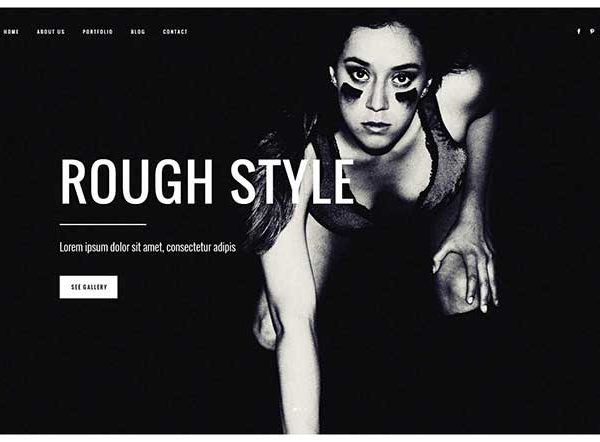 HOME ABOUT US PORTFOLIO BLOG CONTACT
ROUGH STYLE
Lorem ipsum dolor sit amet, consectetur adipis
SEE GALLERY